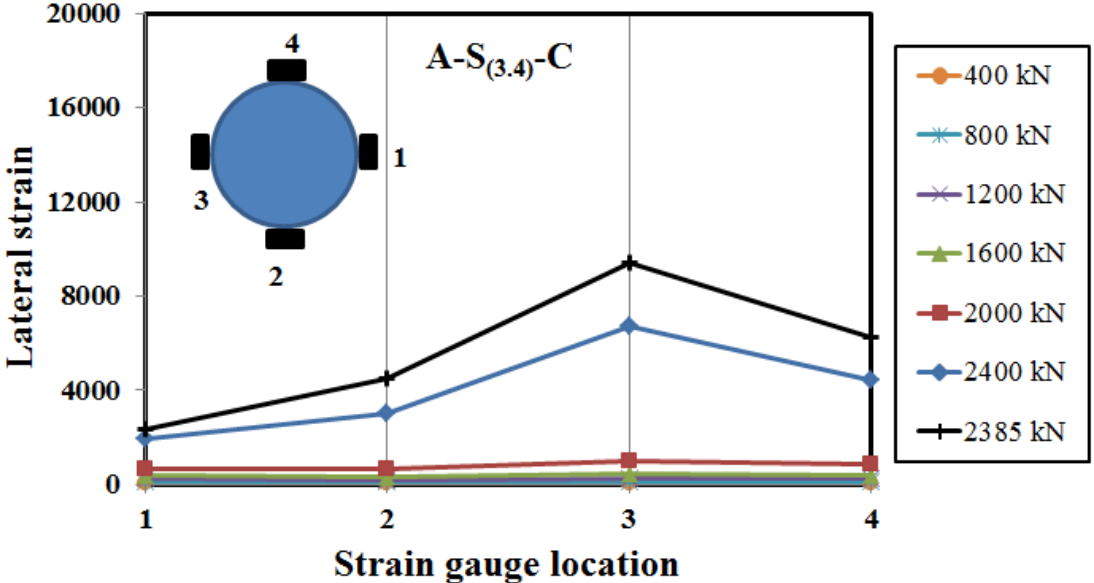 Lateral strain
20000
16000
12000
8000
4000
0
A-S(3.4)-C
4
1
3
2
1
2
3
4
Strain gauge location
400 kN
800 kN
1200 kN
1600 kN
2000 kN
2400 kN
2385 kN